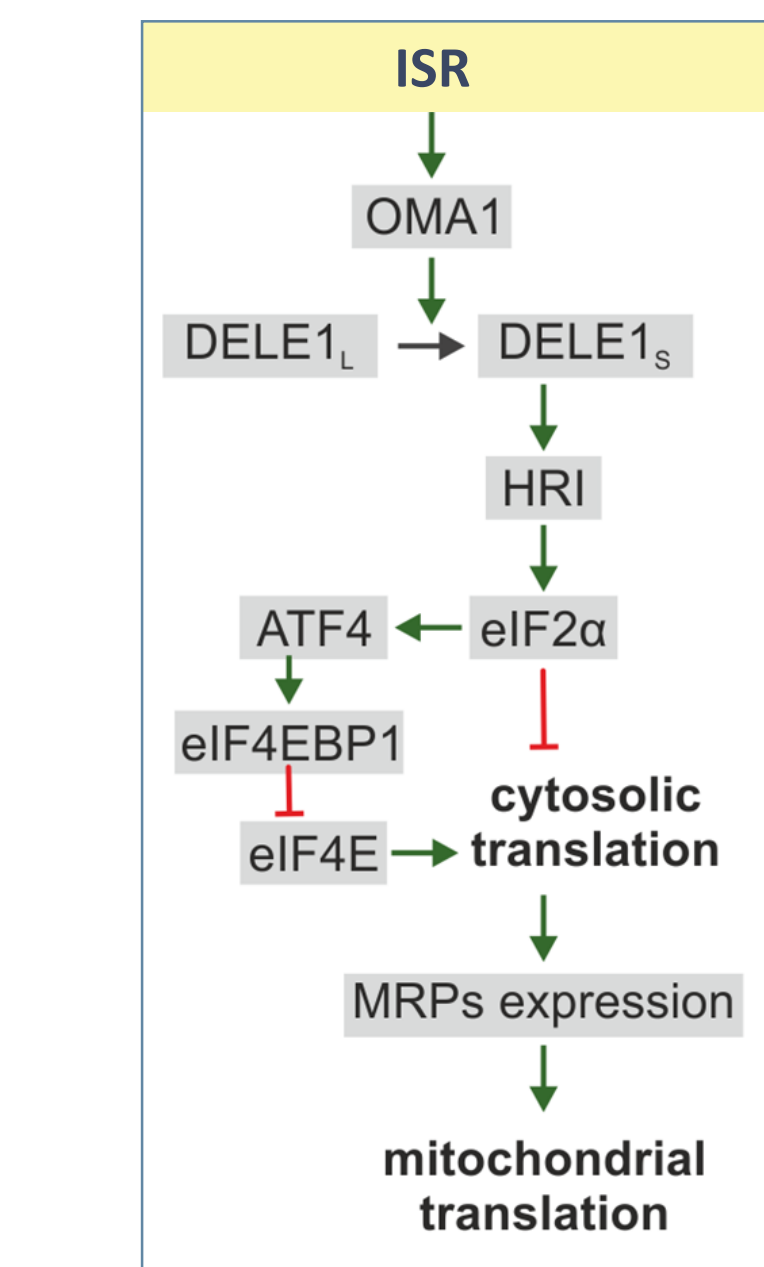 ISR
OMA1
DELE1L
DELE1S
HRI
ATF4
eIF2α
eIF4EBP1
cytosolic
translation
eIF4E
MRPs expression
mitochondrial
translation